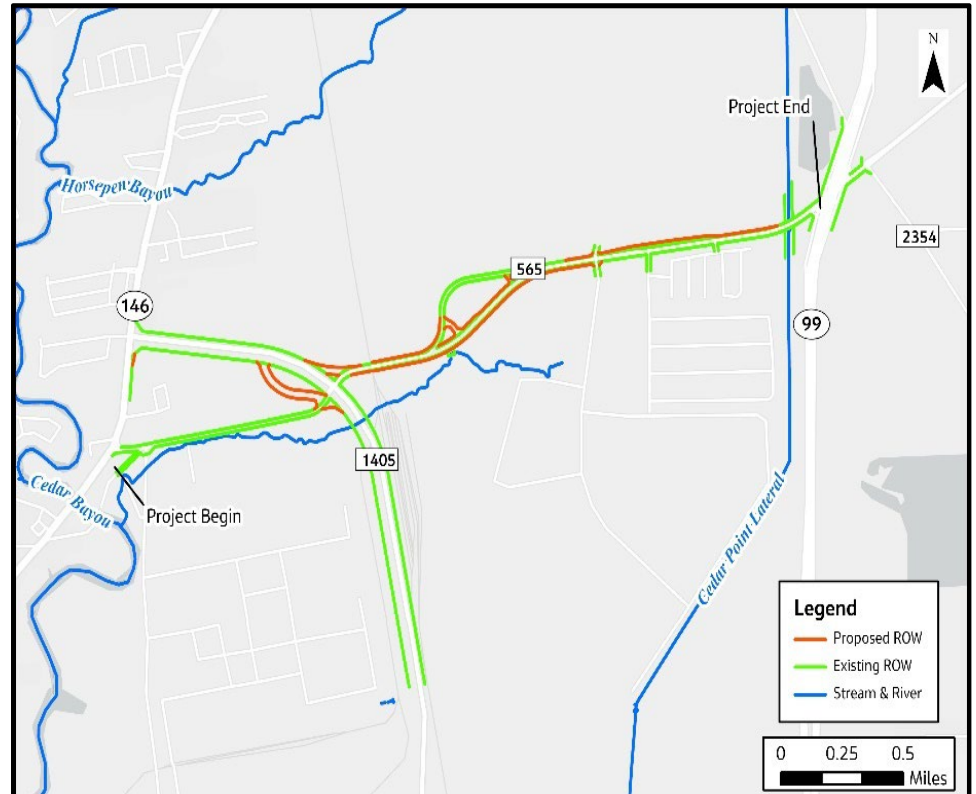 N
Project End
Horsepen Bayou
2354
565
146
99
1405
Cedar Bayou
Project Begin
Cedar Point Lateral
Legend
Proposed ROW
Existing ROW
Stream & River
0 0.25 0.5
Miles